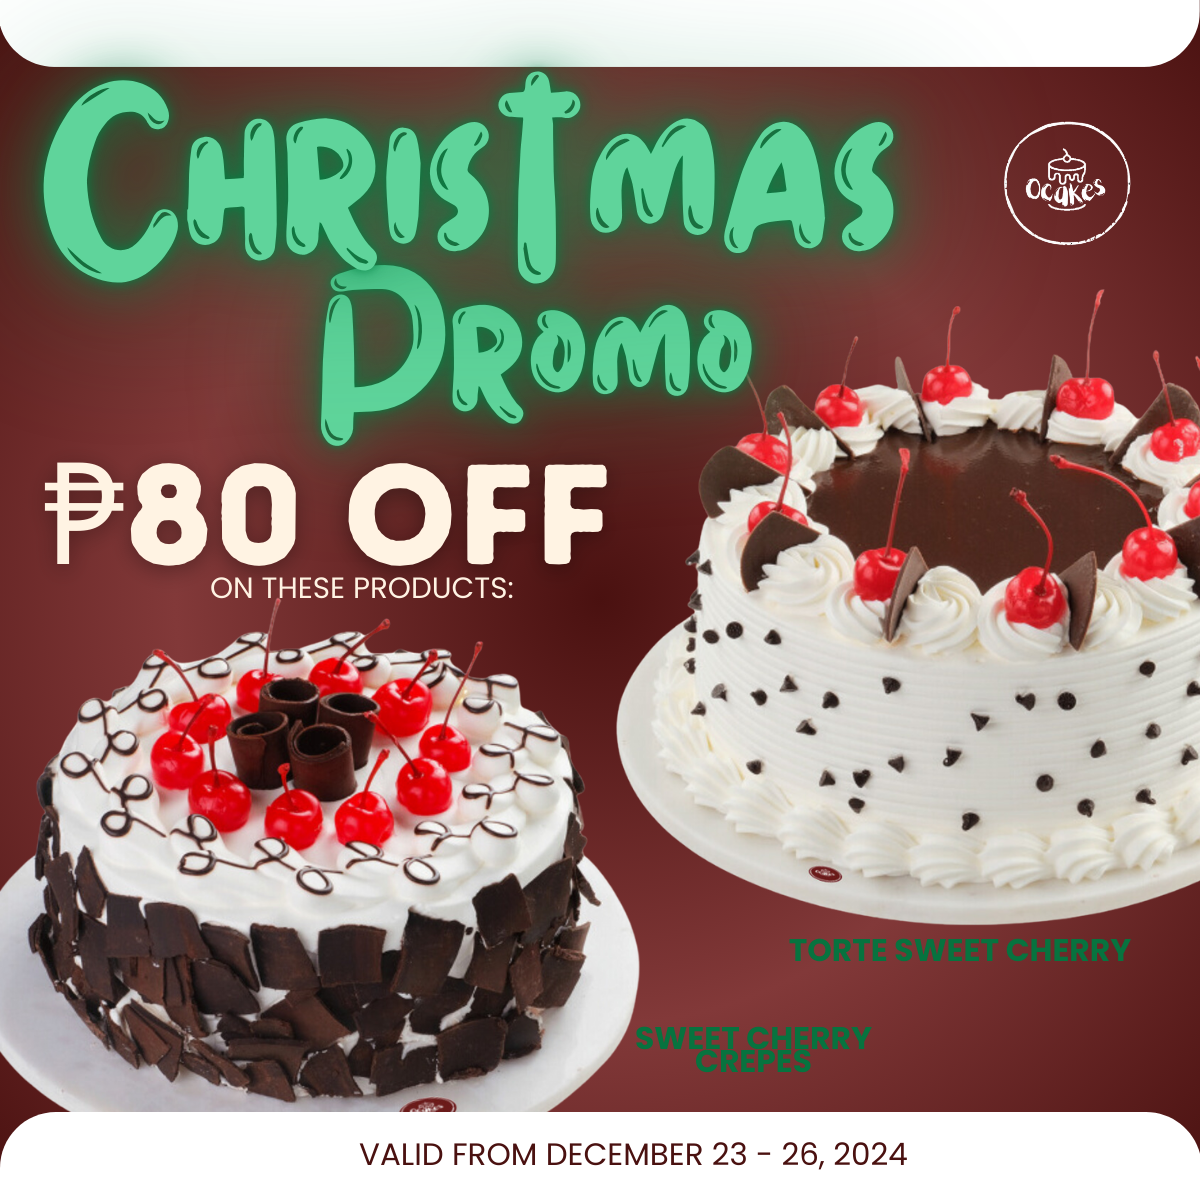 CHRISTMAS
PROMO
Ocakes
₱80 OFF
ON THESE PRODUCTS:
TORTE SWEET CHERRY
SWEET CHERRY
CREPES
VALID FROM DECEMBER 23 - 26, 2024